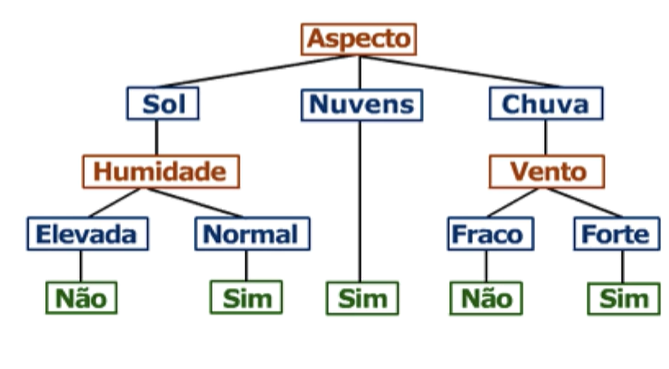 Aspecto
Sol Nuvens Chuva
Humidade Vento
Elevada Normal Fraco Forte
Não Sim Sim Não Sim